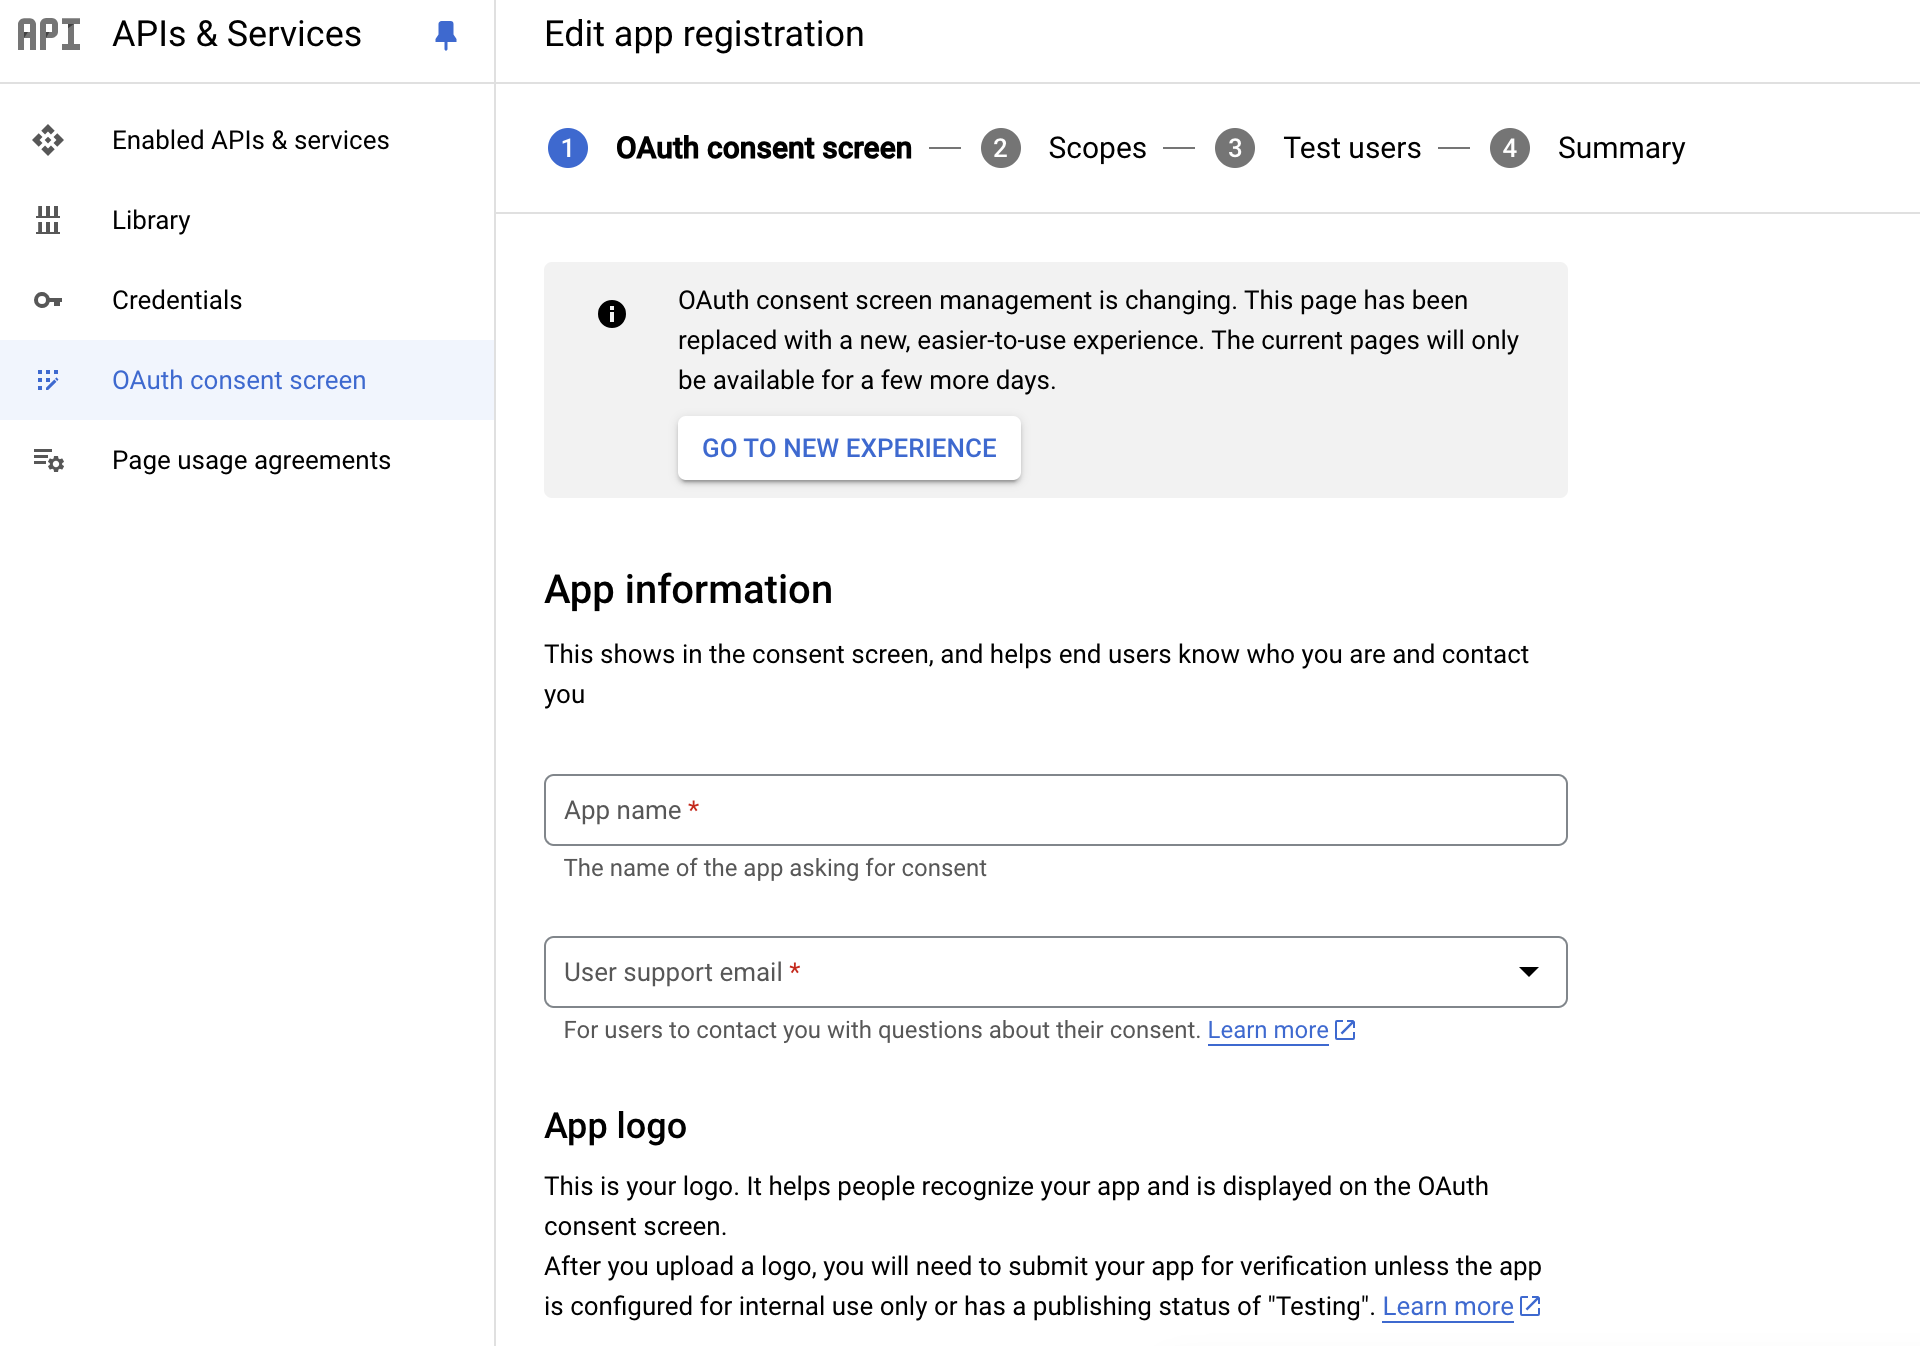 API APIs & Services
Edit app registration
Enabled APIs & services
Library
Credentials
OAuth consent screen
Page usage agreements
1 OAuth consent screen — 2 Scopes — 3 Test users — 4 Summary
OAuth consent screen management is changing. This page has been
replaced with a new, easier-to-use experience. The current pages will only
be available for a few more days.
GO TO NEW EXPERIENCE
App information
This shows in the consent screen, and helps end users know who you are and contact
you
App name *
The name of the app asking for consent
User support email *
For users to contact you with questions about their consent. Learn more
App logo
This is your logo. It helps people recognize your app and is displayed on the OAuth
consent screen.
After you upload a logo, you will need to submit your app for verification unless the app
is configured for internal use only or has a publishing status of "Testing". Learn more